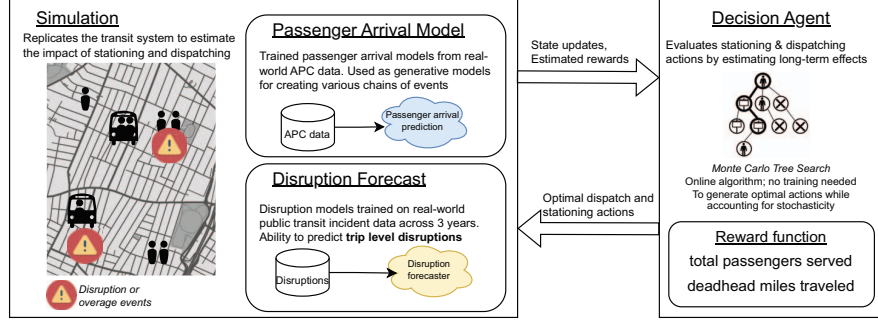 Simulation
Replicates the transit system to estimate
the impact of stationing and dispatching
Disruption or
overage events
Passenger Arrival Model
Trained passenger arrival models from real-
world APC data. Used as generative models
for creating various chains of events
APC data
Passenger arrival
prediction
Disruption Forecast
Disruption models trained on real-world
public transit incident data across 3 years.
Ability to predict trip level disruptions
Disruptions
Disruption
forecaster
State updates,
Estimated rewards
Optimal dispatch and
stationing actions
Decision Agent
Evaluates stationing & dispatching
actions by estimating long-term effects
Monte Carlo Tree Search
Online algorithm; no training needed
To generate optimal actions while
accounting for stochasticity
Reward function
total passengers served
deadhead miles traveled